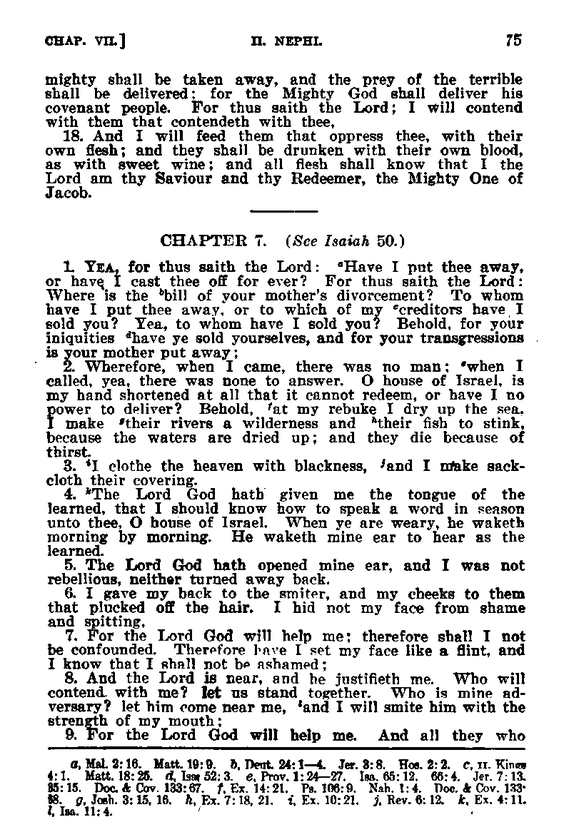 CHAP. VII.] II. NEPHI. 75
mighty shall be taken away, and the prey of the terrible
shall be delivered; for the Mighty God shall deliver his
covenant people. For thus saith the Lord; I will contend
with them that contendeth with thee,
18. And I will feed them that oppress thee, with their
own flesh; and they shall be drunken with their own blood,
as with sweet wine; and all flesh shall know that I the
Lord am thy Saviour and thy Redeemer, the Mighty One of
Jacob.
CHAPTER 7. (See Isaiah 50.)
1. YEA, for thus saith the Lord: aHave I put thee away,
or have I cast thee off for ever? For thus saith the Lord:
Where is the bbill of your mother's divorcement? To whom
have I put thee away, or to which of my ccreditors have I
sold you? Yea, to whom have I sold you? Behold, for your
iniquities dhave ye sold yourselves, and for your transgressions
is your mother put away;
2. Wherefore, when I came, there was no man; ewhen I
called, yea, there was none to answer. O house of Israel, is
my hand shortened at all that it cannot redeem, or have I no
power to deliver? Behold, fat my rebuke I dry up the sea.
I make gtheir rivers a wilderness and htheir fish to stink,
because the waters are dried up; and they die because of
thirst.
3. iI clothe the heaven with blackness, jand I make sack-
cloth their covering.
4. kThe Lord God hath given me the tongue of the
learned, that I should know how to speak a word in season
unto thee, O house of Israel. When ye are weary, he waketh
morning by morning. He waketh mine ear to hear as the
learned.
5. The Lord God hath opened mine ear, and I was not
rebellious, neither turned away back.
6. I gave my back to the smiter, and my cheeks to them
that plucked off the hair. I hid not my face from shame
and spitting,
7. For the Lord God will help me; therefore shall I not
be confounded. Therefore have I set my face like a flint, and
I know that I shall not be ashamed;
8. And the Lord is near, and he justifieth me. Who will
contend with me? let us stand together. Who is mine ad-
versary? let him come near me, land I will smite him with the
strength of my mouth;
9. For the Lord God will help me. And all they who
a, Mal. 2:16. Matt. 19:9. b, Deut. 24:1—4. Jer. 3:8. Hos. 2:2. c, II. Kings
4:1. Matt. 18:25. d, Isa. 52:3. e, Prov. 1:24—27. Isa. 65:12. 66:4. Jer. 7:13.
35:15. Doc. & Cov. 133:67. f, Ex. 14:21. Ps. 106:9. Nah. 1:4. Doc. & Cov. 133:
68. g, Josh. 3:15, 16. h, Ex. 7:18, 21. i, Ex. 10:21. j, Rev. 6:12. k, Ex. 4:11.
l, Isa. 11:4.